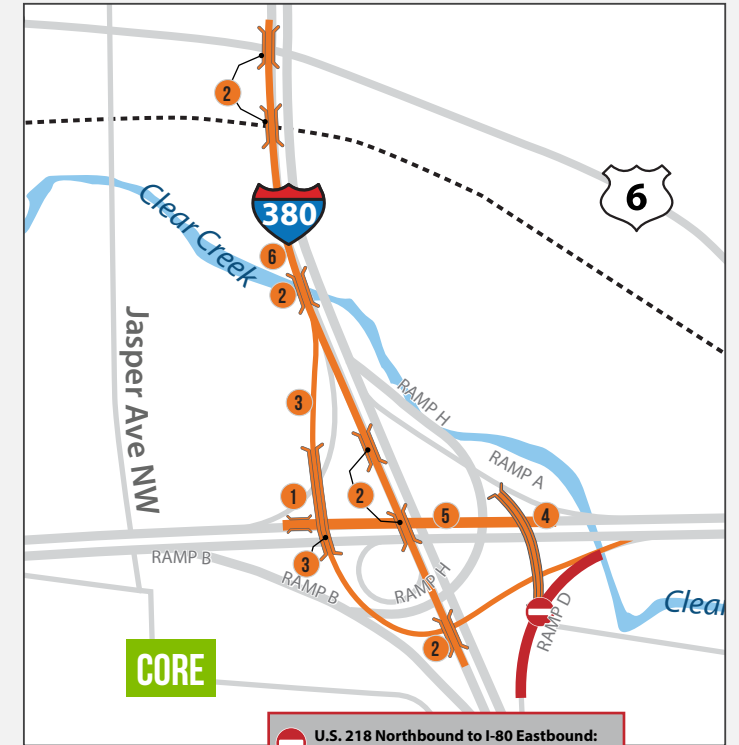 2
6
380
Clear Creek
6
2
Jasper Ave NW
3
RAMP H
RAMP A
1
2
5
4
3
RAMP B
RAMP B
RAMP H
RAMP D
Clear
2
CORE
U.S. 218 Northbound to I-80 Eastbound: